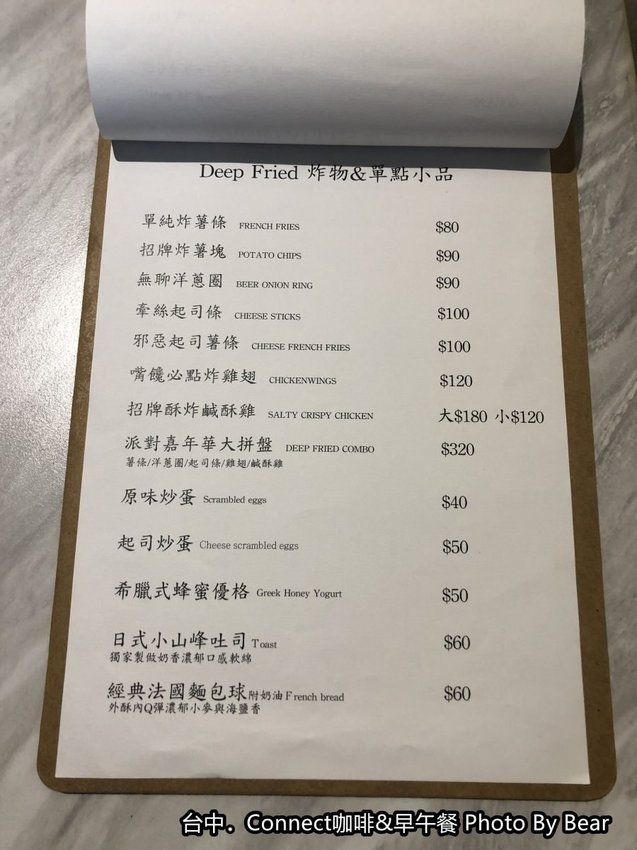 Deep Fried 炸物&單點小品
單純炸薯條 FRENCH FRIES $80
招牌炸薯塊 POTATO CHIPS $90
無聊洋蔥圈 BEER ONION RING $90
牽絲起司條 CHEESE STICKS $100
邪惡起司薯條 CHEESE FRENCH FRIES $100
嘴饞必點炸雞翅 CHICKENWINGS $120
招牌酥炸鹹酥雞 SALTY CRISPY CHICKEN 大$180 小$120
派對嘉年華大拼盤 DEEP FRIED COMBO $320
薯條/洋蔥圈/起司條/雞翅/鹹酥雞
原味炒蛋 Scrambled eggs $40
起司炒蛋 Cheese scrambled eggs $50
希臘式蜂蜜優格 Greek Honey Yogurt $50
日式小山峰吐司 Toast $60
獨家製做奶香濃郁口感軟綿
經典法國麵包球附奶油French bread $60
外酥內Q彈濃郁小麥與海鹽香
台中．Connect咖啡&早午餐 Photo By Bear